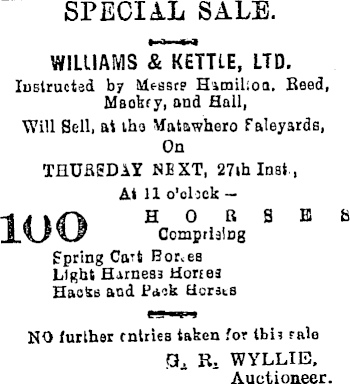 SPECIAL SALE.
WILLIAMS & KETTLE, LTD.
Instructed by Messrs Hamilton, Reed,
Mackey, and Hall,
Will Sell, at the Matawhero Saleyards,
On
THURSDAY NEXT, 27th Inst.,
At 11 o'clock —
100 HORSES
Comprising
Spring Cart Horses
Light Harness Horses
Hacks and Pack Horses
NO further entries taken for this sale
G. R. WYLLIE,
Auctioneer.